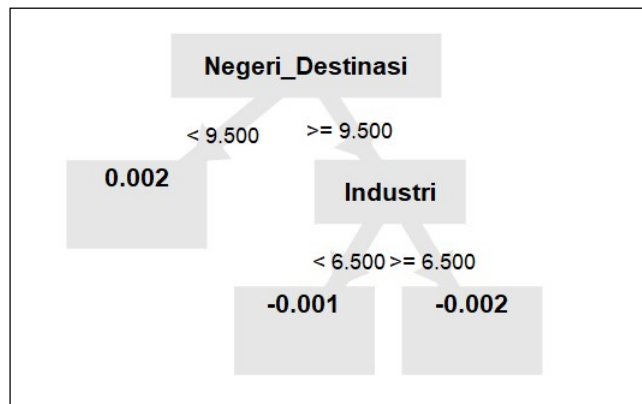 Negeri_Destinasi
< 9.500 >= 9.500
0.002
Industri
< 6.500 >= 6.500
-0.001 -0.002